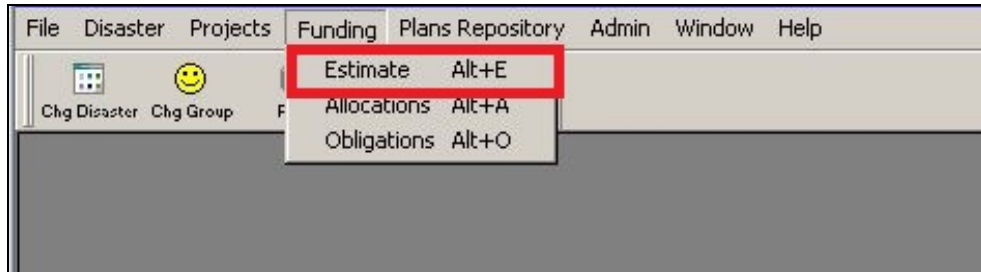 File Disaster Projects Funding Plans Repository Admin Window Help
Estimate Alt+E
Chg Disaster Chg Group
Allocations Alt+A
Obligations Alt+O